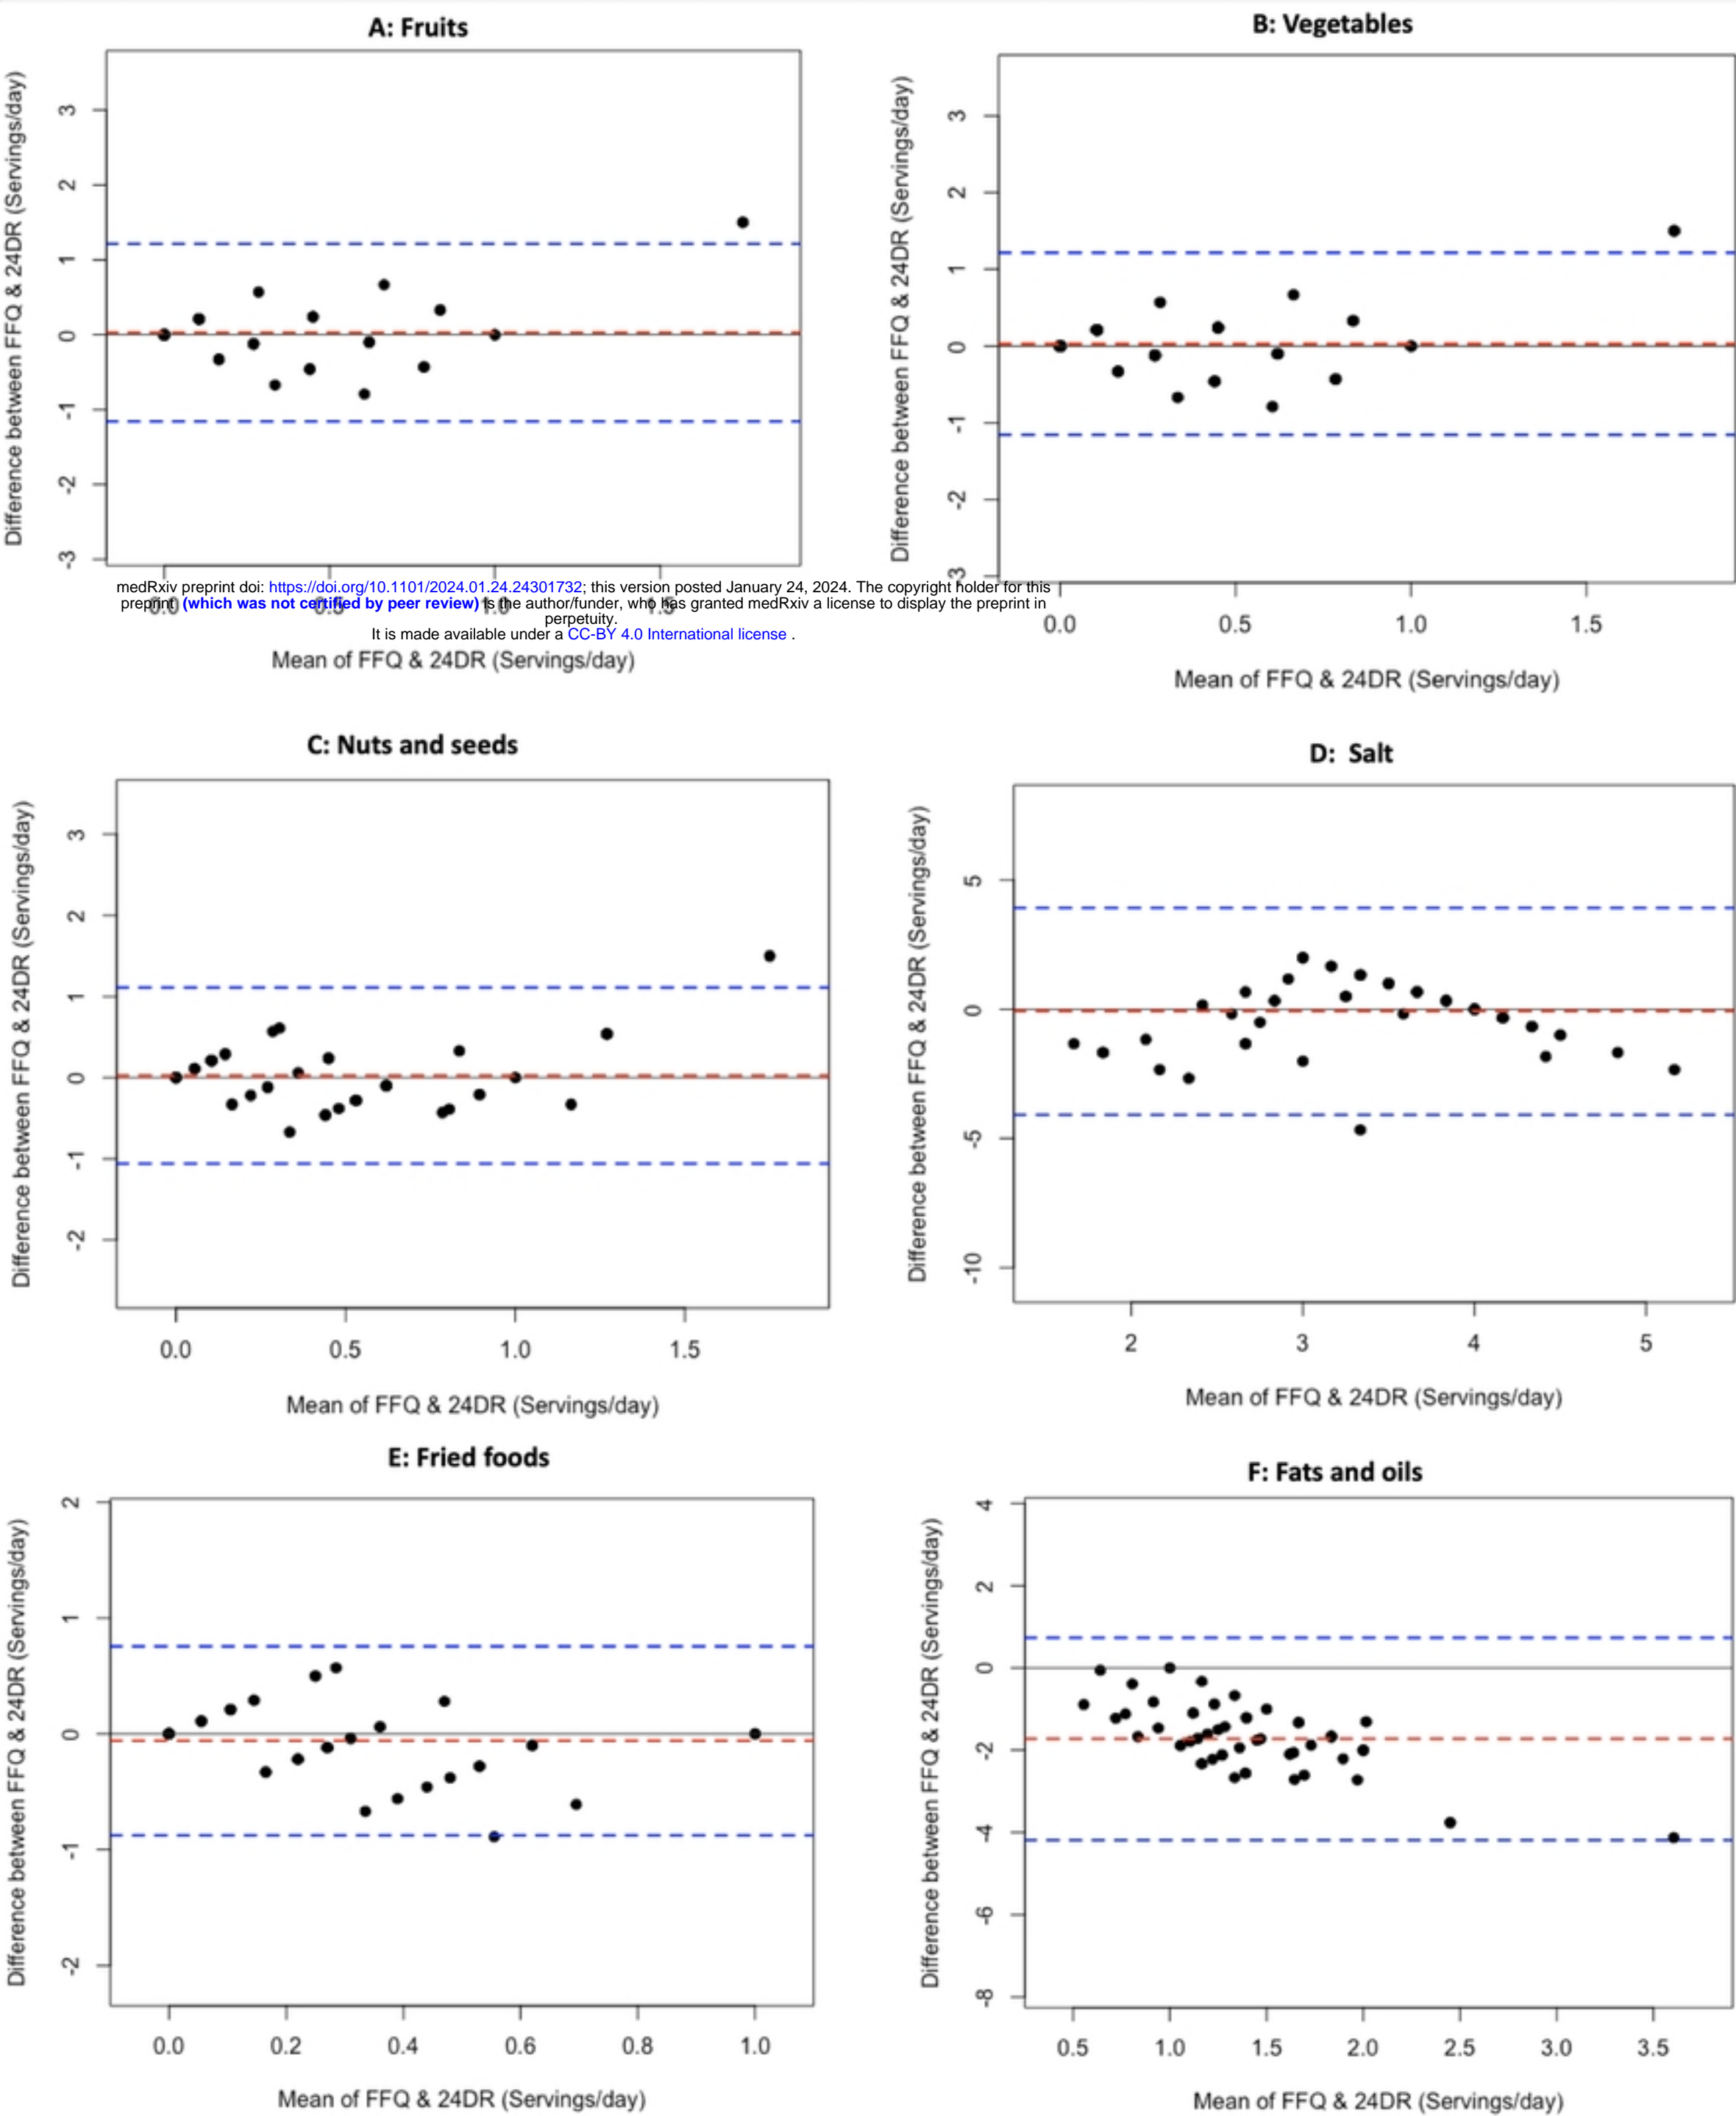 A: Fruits
Difference between FFQ & 24DR (Servings/day)
3
2
1
0
-1
-2
-3
0.0
0.5
1.0
1.5
Mean of FFQ & 24DR (Servings/day)
B: Vegetables
Difference between FFQ & 24DR (Servings/day)
3
2
1
0
-1
-2
-3
0.0
0.5
1.0
1.5
Mean of FFQ & 24DR (Servings/day)
medRxiv preprint doi: https://doi.org/10.1101/2024.01.24.24301732; this version posted January 24, 2024. The copyright holder for this
preprint (which was not certified by peer review) is the author/funder, who has granted medRxiv a license to display the preprint in
perpetuity.
It is made available under a CC-BY 4.0 International license .
C: Nuts and seeds
Difference between FFQ & 24DR (Servings/day)
3
2
1
0
-1
-2
0.0
0.5
1.0
1.5
Mean of FFQ & 24DR (Servings/day)
D: Salt
Difference between FFQ & 24DR (Servings/day)
5
0
-5
-10
2
3
4
5
Mean of FFQ & 24DR (Servings/day)
E: Fried foods
Difference between FFQ & 24DR (Servings/day)
2
1
0
-1
-2
0.0
0.2
0.4
0.6
0.8
1.0
Mean of FFQ & 24DR (Servings/day)
F: Fats and oils
Difference between FFQ & 24DR (Servings/day)
4
2
0
-2
-4
-6
-8
0.5
1.0
1.5
2.0
2.5
3.0
3.5
Mean of FFQ & 24DR (Servings/day)